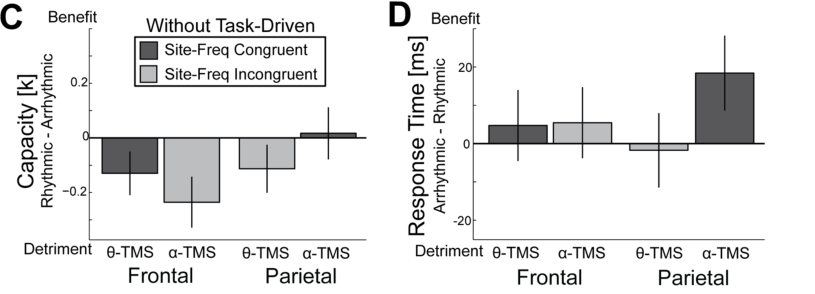 C
Benefit
Without Task-Driven
Site-Freq Congruent
Site-Freq Incongruent
Capacity [k]
Rhythmic - Arrhythmic
0.2
0
−0.2
Detriment
θ-TMS α-TMS θ-TMS α-TMS
Frontal Parietal
D
Benefit
Response Time [ms]
Arrhythmic - Rhythmic
20
0
-20
Detriment
θ-TMS α-TMS θ-TMS α-TMS
Frontal Parietal